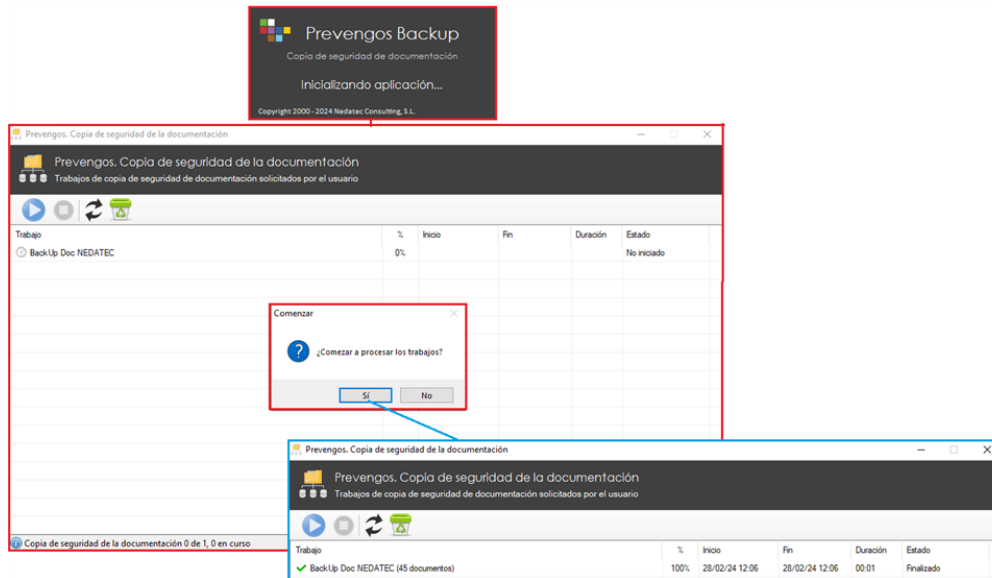 Prevengos Backup
Copia de seguridad de documentación
Inicializando aplicación...
Copyright 2000 - 2024 Nedatec Consulting, S.L.
Prevengos. Copia de seguridad de la documentación
Prevengos. Copia de seguridad de la documentación
Trabajos de copia de seguridad de documentación solicitados por el usuario
Trabajo % Inicio Fin Duración Estado
BackUp Doc NEDATEC 0% No iniciado
Comenzar
¿Comezar a procesar los trabajos?
Sí No
Copia de seguridad de la documentación 0 de 1, 0 en curso
Prevengos. Copia de seguridad de la documentación
Prevengos. Copia de seguridad de la documentación
Trabajos de copia de seguridad de documentación solicitados por el usuario
Trabajo % Inicio Fin Duración Estado
BackUp Doc NEDATEC (45 documentos) 100% 28/02/24 12:06 28/02/24 12:06 00:01 Finalizado